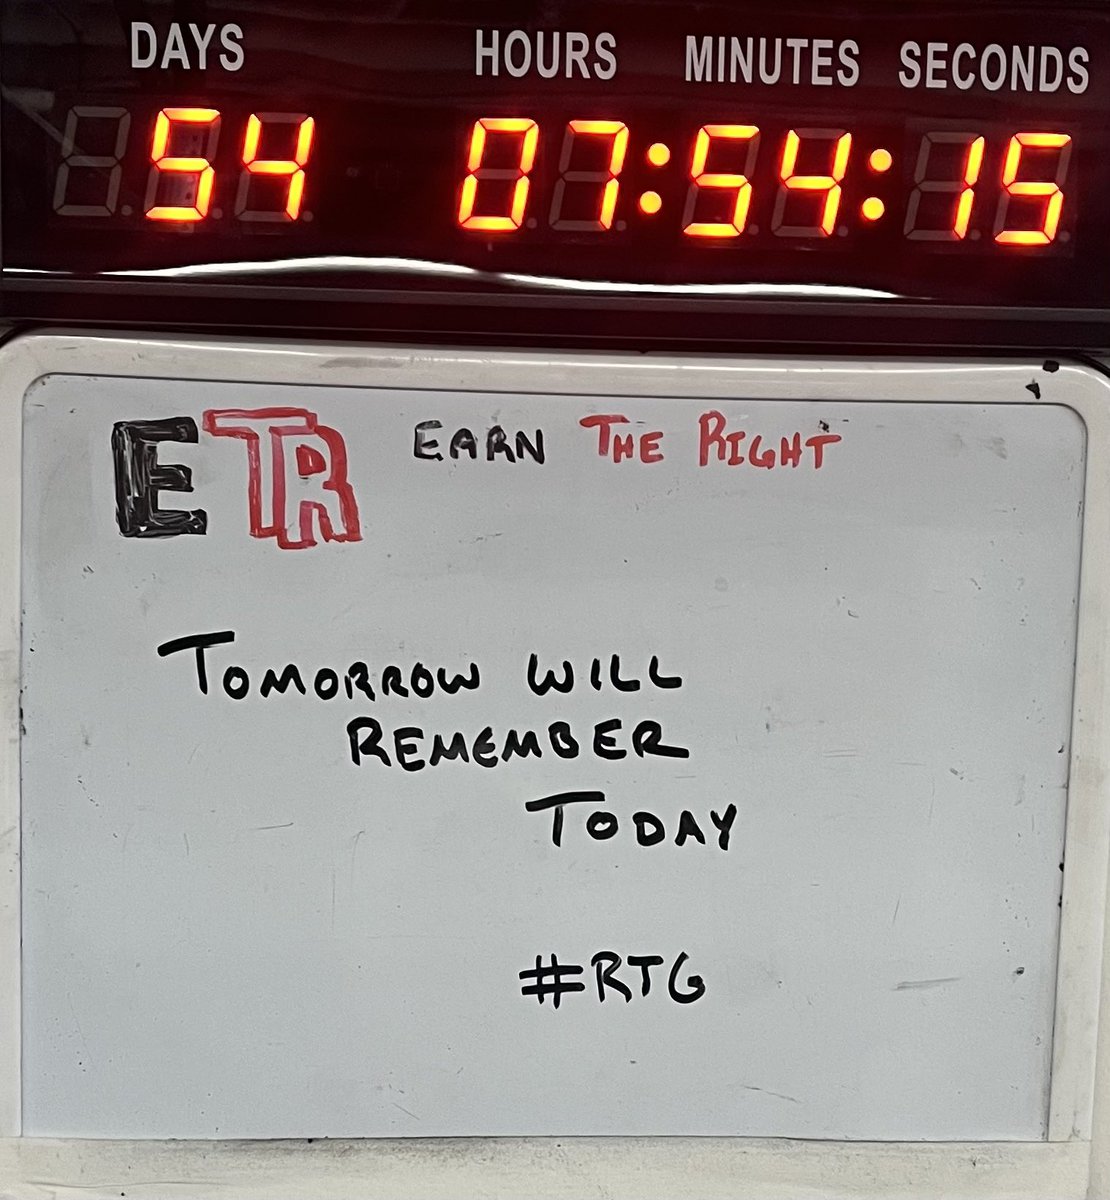 DAYS HOURS MINUTES SECONDS
54 07:54:15
ETR EARN THE RIGHT
TOMORROW WILL
REMEMBER
TODAY
#RTG